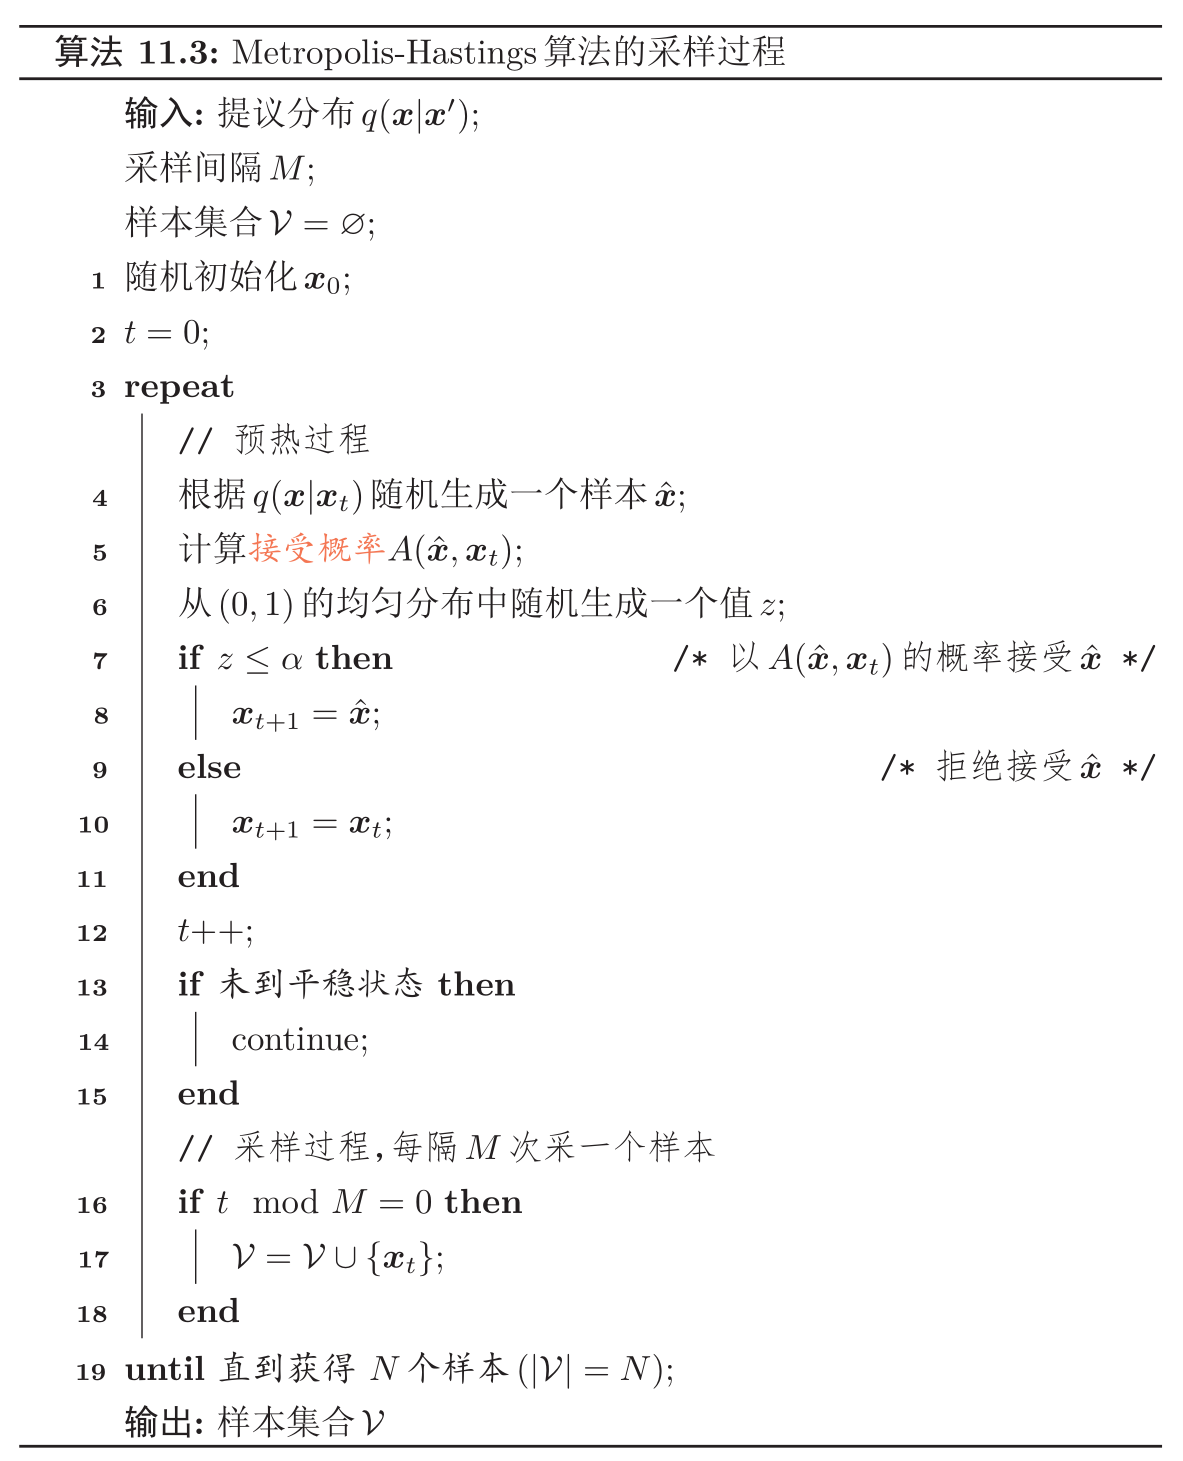 算法 11.3: Metropolis-Hastings算法的采样过程
输入: 提议分布 q(x|x′);
采样间隔 M;
样本集合 𝒱 = ∅;
1 随机初始化 x₀;
2 t = 0;
3 repeat
// 预热过程
4 根据 q(x|xₜ) 随机生成一个样本 x̂;
5 计算接受概率 A(x̂, xₜ);
6 从 (0, 1) 的均匀分布中随机生成一个值 z;
7 if z ≤ α then /* 以 A(x̂, xₜ) 的概率接受 x̂ */
8 xₜ₊₁ = x̂;
9 else /* 拒绝接受 x̂ */
10 xₜ₊₁ = xₜ;
11 end
12 t++;
13 if 未到平稳状态 then
14 continue;
15 end
// 采样过程,每隔 M 次采一个样本
16 if t mod M = 0 then
17 𝒱 = 𝒱 ∪ {xₜ};
18 end
19 until 直到获得 N 个样本 (|𝒱| = N);
输出: 样本集合 𝒱